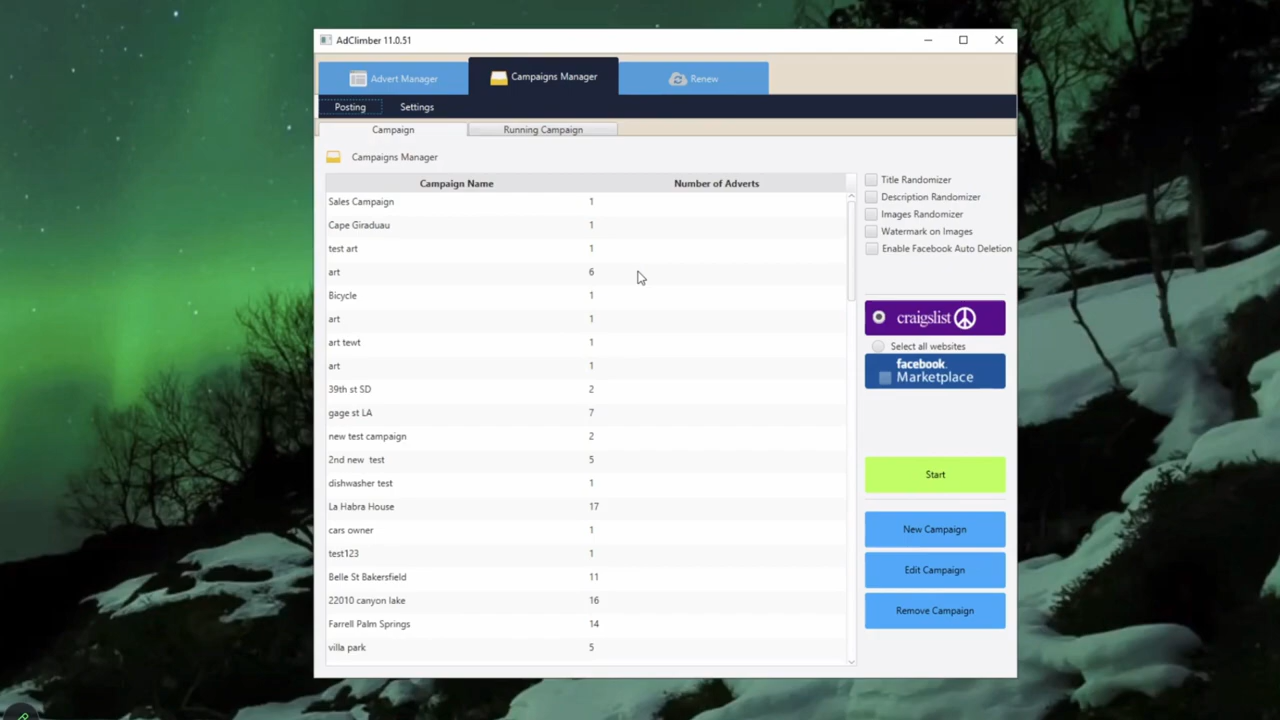 AdClimber 11.0.51
Advert Manager Campaigns Manager Renew
Posting Settings
Campaign Running Campaign
Campaigns Manager
Campaign Name Number of Adverts
Sales Campaign 1
Cape Giraduau 1
test art 1
art 6
Bicycle 1
art 1
art tewt 1
art 1
39th st SD 2
gage st LA 7
new test campaign 2
2nd new test 5
dishwasher test 1
La Habra House 17
cars owner 1
test123 1
Belle St Bakersfield 11
22010 canyon lake 16
Farrell Palm Springs 14
villa park 5
Title Randomizer
Description Randomizer
Images Randomizer
Watermark on Images
Enable Facebook Auto Deletion
craigslist
Select all websites
facebook.
Marketplace
Start
New Campaign
Edit Campaign
Remove Campaign